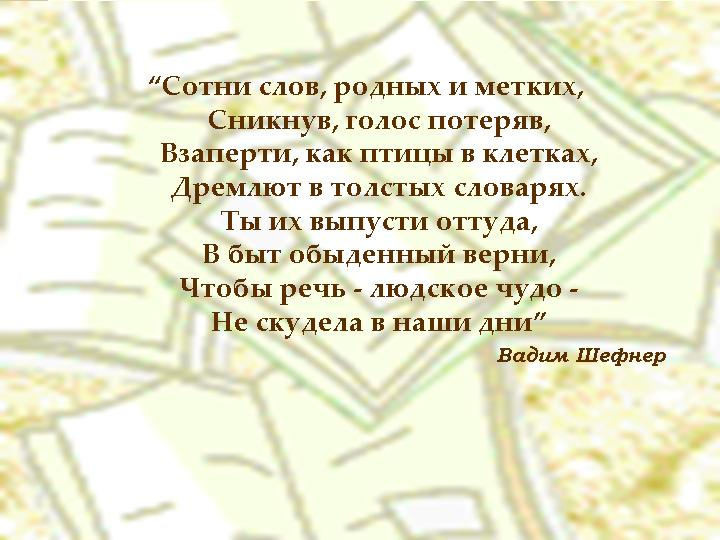 “Сотни слов, родных и метких,
Сникнув, голос потеряв,
Взаперти, как птицы в клетках,
Дремлют в толстых словарях.
Ты их выпусти оттуда,
В быт обыденный верни,
Чтобы речь - людское чудо -
Не скудела в наши дни”
Вадим Шефнер